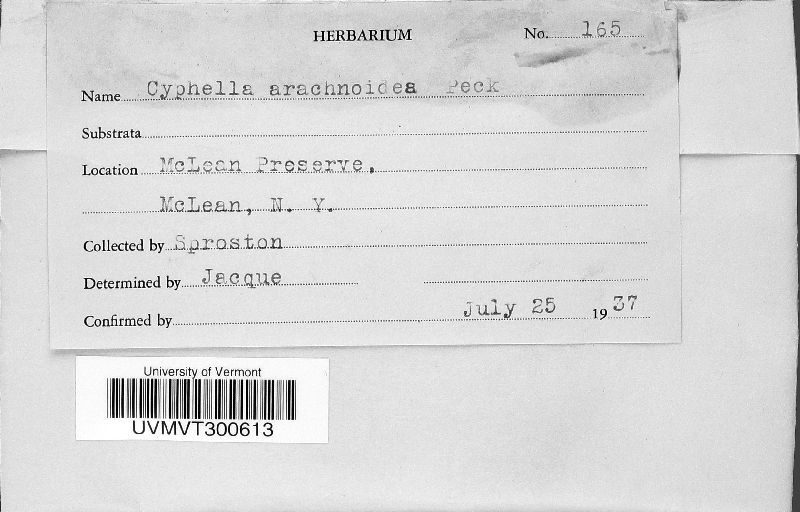 HERBARIUM No. 165
Name Cyphella arachnoidea Peck
Substrata
Location McLean Preserve,
McLean, N. Y.
Collected by Sproston
Determined by Jacque
Confirmed by July 25 1937
University of Vermont
UVMVT300613